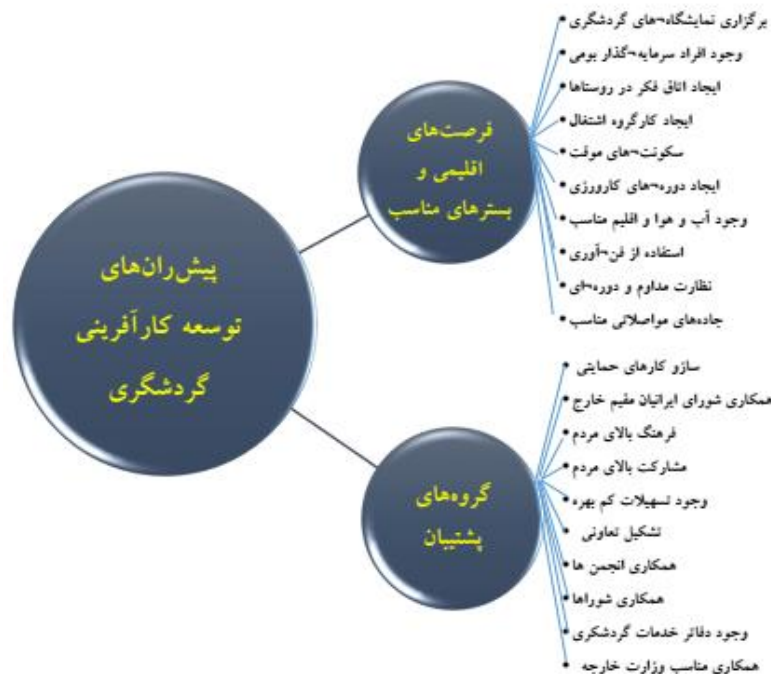 پیش‌ران‌های
توسعه کارآفرینی
گردشگری
فرصت‌های
اقلیمی و
بسترهای مناسب
برگزاری نمایشگاه¬های گردشگری
وجود افراد سرمایه¬گذار بومی
ایجاد اتاق فکر در روستاها
ایجاد کارگروه اشتغال
سکونت¬های موقت
ایجاد دوره¬های کارورزی
وجود آب و هوا و اقلیم مناسب
استفاده از فن¬آوری
نظارت مداوم و دوره¬ای
جاده‌های مواصلاتی مناسب
گروه‌های
پشتیبان
سازو کارهای حمایتی
همکاری شورای ایرانیان مقیم خارج
فرهنگ بالای مردم
مشارکت بالای مردم
وجود تسهیلات کم بهره
تشکیل تعاونی
همکاری انجمن ها
همکاری شوراها
وجود دفاتر خدمات گردشگری
همکاری مناسب وزارت خارجه